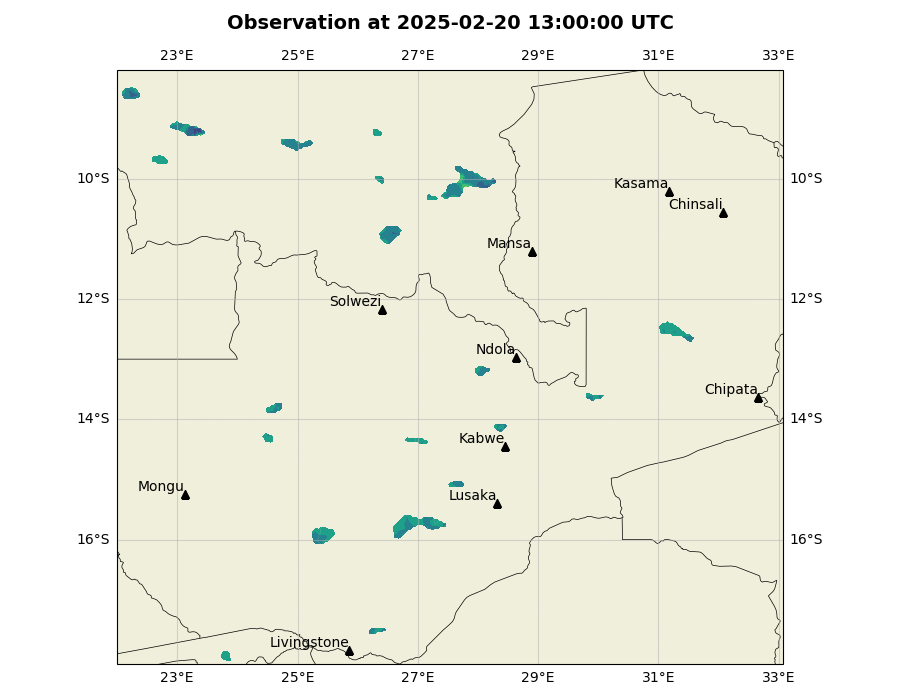 Observation at 2025-02-20 13:00:00 UTC
23°E 25°E 27°E 29°E 31°E 33°E
10°S 10°S
Kasama
Chinsali
Mansa
12°S 12°S
Solwezi
Ndola
Chipata
14°S 14°S
Kabwe
Mongu
Lusaka
16°S 16°S
Livingstone
23°E 25°E 27°E 29°E 31°E 33°E